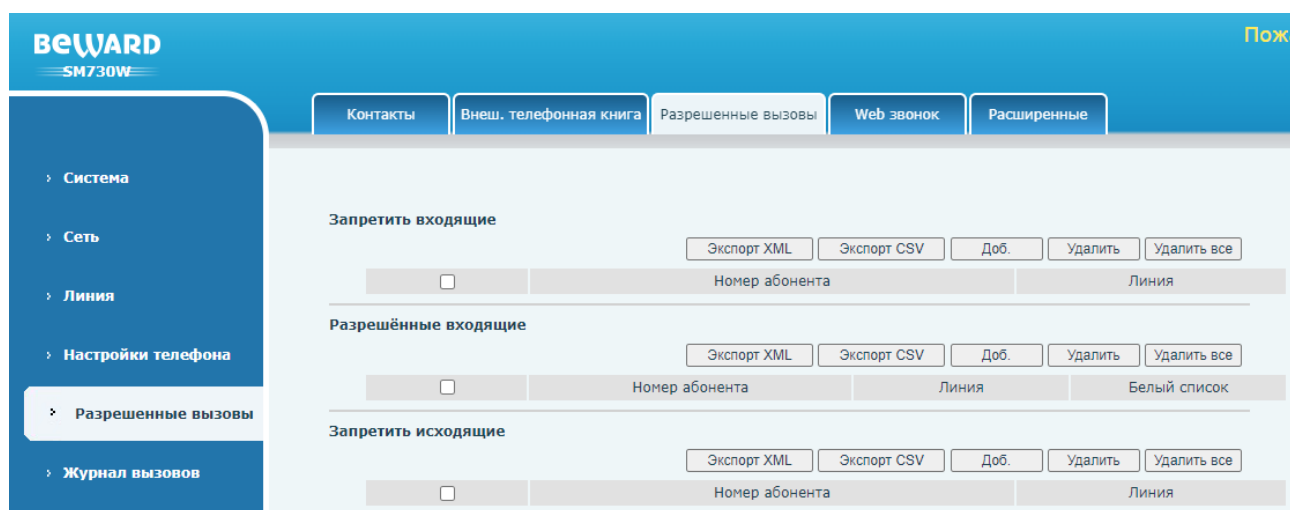 BEWARD
SM730W
Пож
Контакты Внеш. телефонная книга Разрешенные вызовы Web звонок Расширенные
Система
Сеть
Линия
Настройки телефона
Разрешенные вызовы
Журнал вызовов
Запретить входящие
Экспорт XML Экспорт CSV Доб. Удалить Удалить все
Номер абонента Линия
Разрешённые входящие
Экспорт XML Экспорт CSV Доб. Удалить Удалить все
Номер абонента Линия Белый список
Запретить исходящие
Экспорт XML Экспорт CSV Доб. Удалить Удалить все
Номер абонента Линия